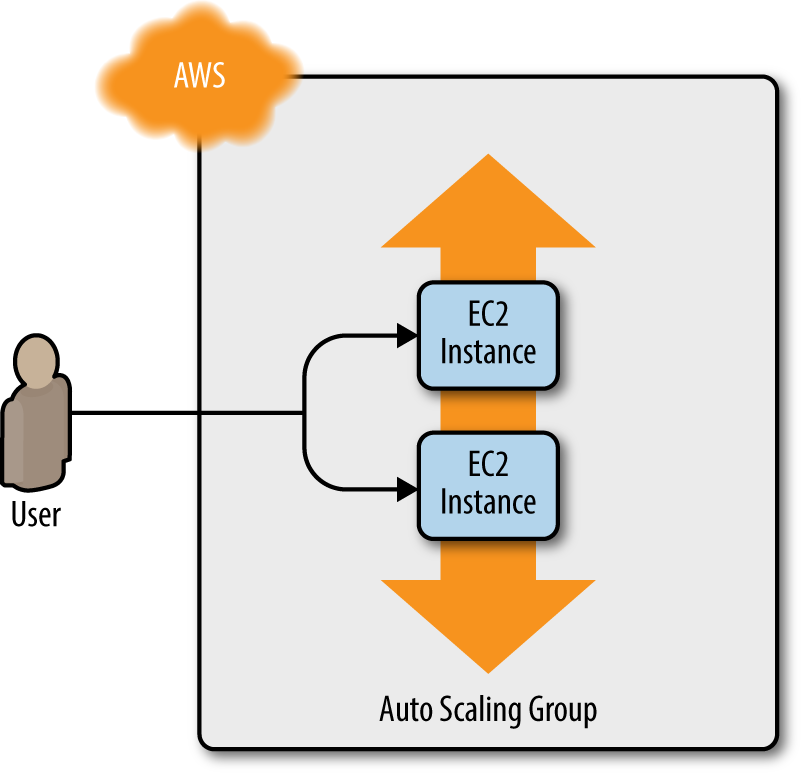 AWS
EC2
Instance
EC2
Instance
User
Auto Scaling Group